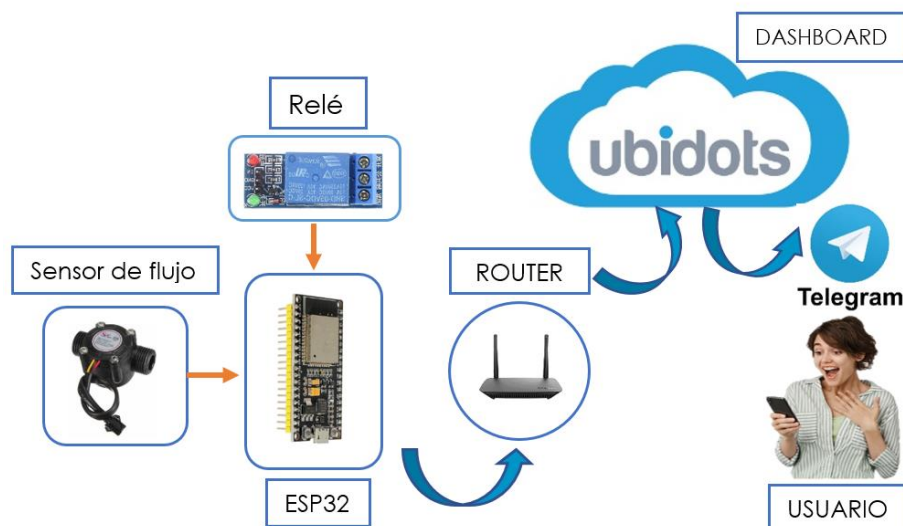 DASHBOARD
Relé
ubidots
Sensor de flujo
ROUTER
Telegram
ESP32
USUARIO